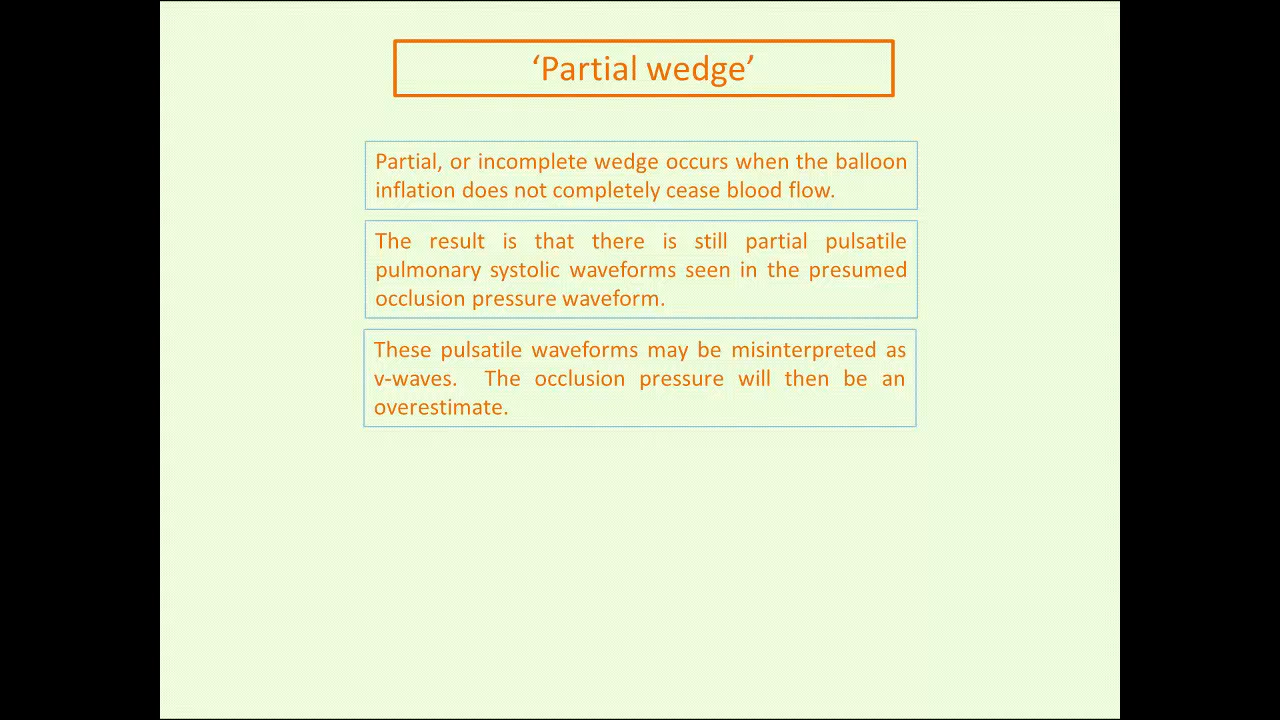 ‘Partial wedge’
Partial, or incomplete wedge occurs when the balloon
inflation does not completely cease blood flow.
The result is that there is still partial pulsatile
pulmonary systolic waveforms seen in the presumed
occlusion pressure waveform.
These pulsatile waveforms may be misinterpreted as
v-waves. The occlusion pressure will then be an
overestimate.